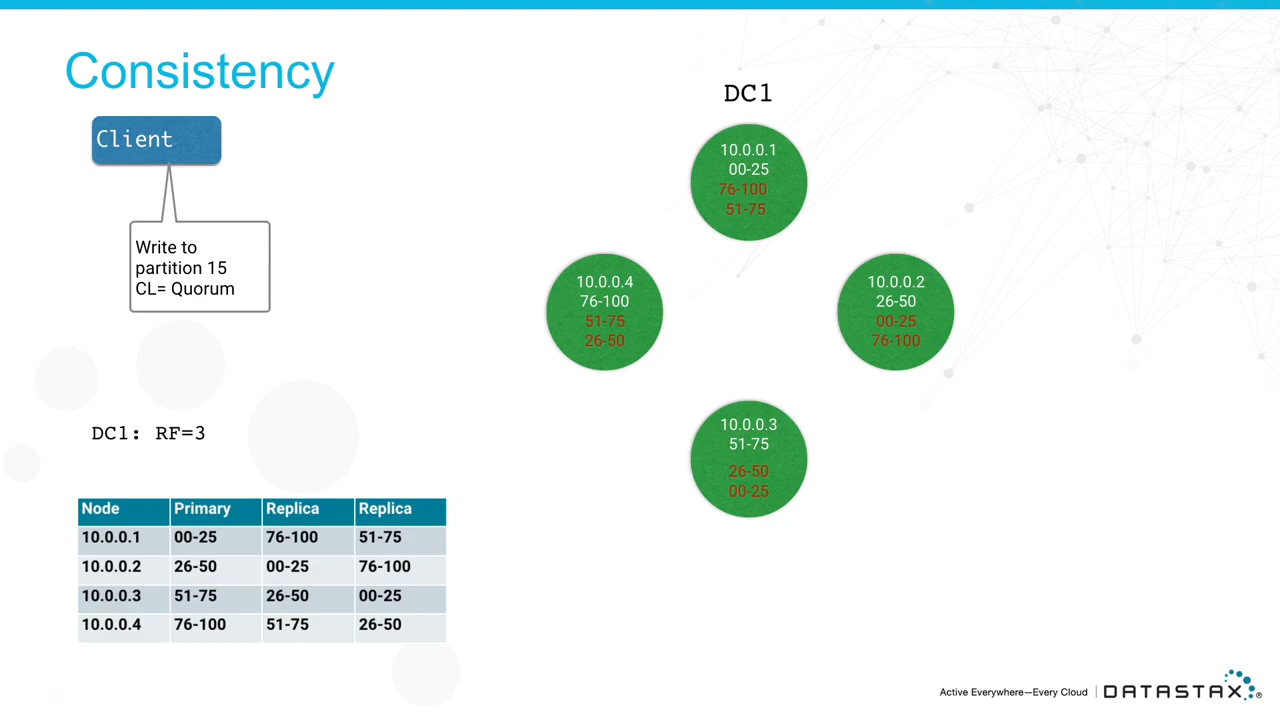 Consistency
Client
Write to
partition 15
CL= Quorum
DC1: RF=3
Node Primary Replica Replica
10.0.0.1 00-25 76-100 51-75
10.0.0.2 26-50 00-25 76-100
10.0.0.3 51-75 26-50 00-25
10.0.0.4 76-100 51-75 26-50
DC1
10.0.0.1
00-25
76-100
51-75
10.0.0.4
76-100
51-75
26-50
10.0.0.2
26-50
00-25
76-100
10.0.0.3
51-75
26-50
00-25
Active Everywhere—Every Cloud | DATASTAX®